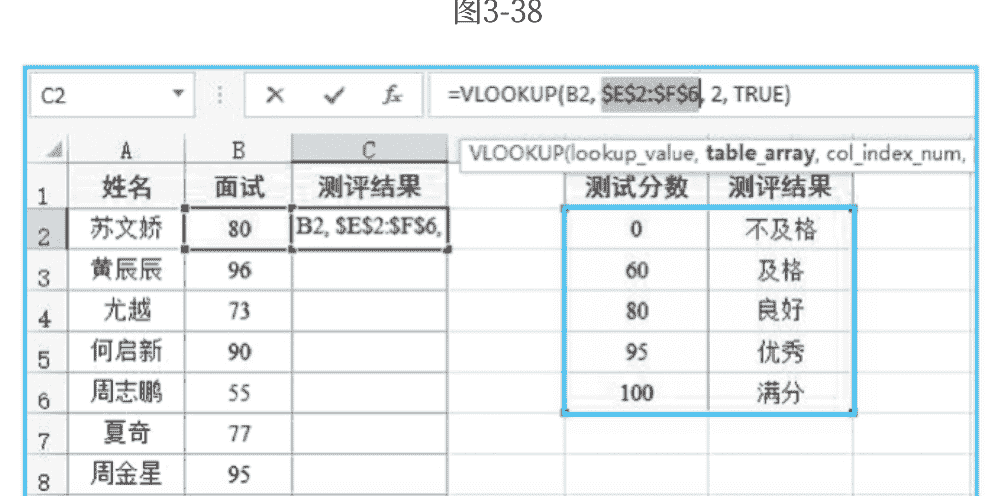 图3-38
C2 =VLOOKUP(B2, $E$2:$F$6, 2, TRUE)
VLOOKUP(lookup_value, table_array, col_index_num,
A B C
1 姓名 面试 测评结果 测试分数 测评结果
2 苏文娇 80 B2, $E$2:$F$6, 0 不及格
3 黄辰辰 96 60 及格
4 尤越 73 80 良好
5 何启新 90 95 优秀
6 周志鹏 55 100 满分
7 夏奇 77
8 周金星 95